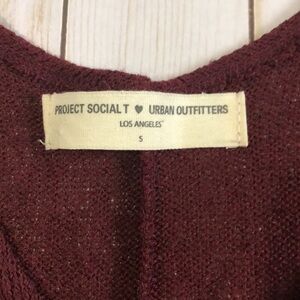 PROJECT SOCIAL T ♥ URBAN OUTFITTERS
LOS ANGELES
S